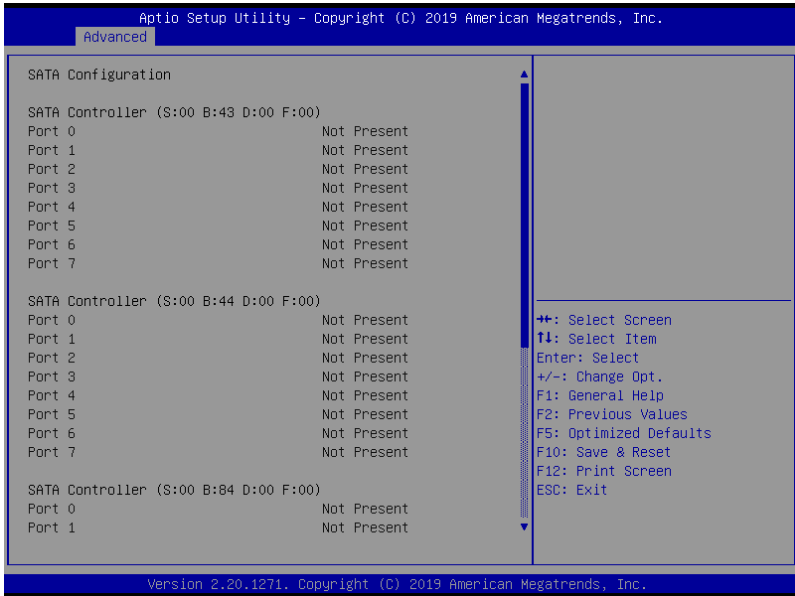 Aptio Setup Utility – Copyright (C) 2019 American Megatrends, Inc.
Advanced
SATA Configuration
SATA Controller (S:00 B:43 D:00 F:00)
Port 0 Not Present
Port 1 Not Present
Port 2 Not Present
Port 3 Not Present
Port 4 Not Present
Port 5 Not Present
Port 6 Not Present
Port 7 Not Present
SATA Controller (S:00 B:44 D:00 F:00)
Port 0 Not Present
Port 1 Not Present
Port 2 Not Present
Port 3 Not Present
Port 4 Not Present
Port 5 Not Present
Port 6 Not Present
Port 7 Not Present
SATA Controller (S:00 B:84 D:00 F:00)
Port 0 Not Present
Port 1 Not Present
→←: Select Screen
↑↓: Select Item
Enter: Select
+/-: Change Opt.
F1: General Help
F2: Previous Values
F5: Optimized Defaults
F10: Save & Reset
F12: Print Screen
ESC: Exit
Version 2.20.1271. Copyright (C) 2019 American Megatrends, Inc.